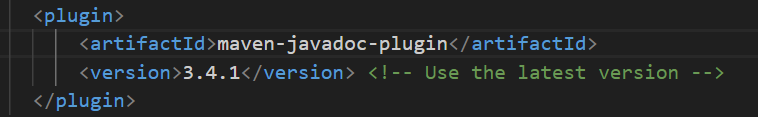 <plugin>
<artifactId>maven-javadoc-plugin</artifactId>
<version>3.4.1</version> <!-- Use the latest version -->
</plugin>